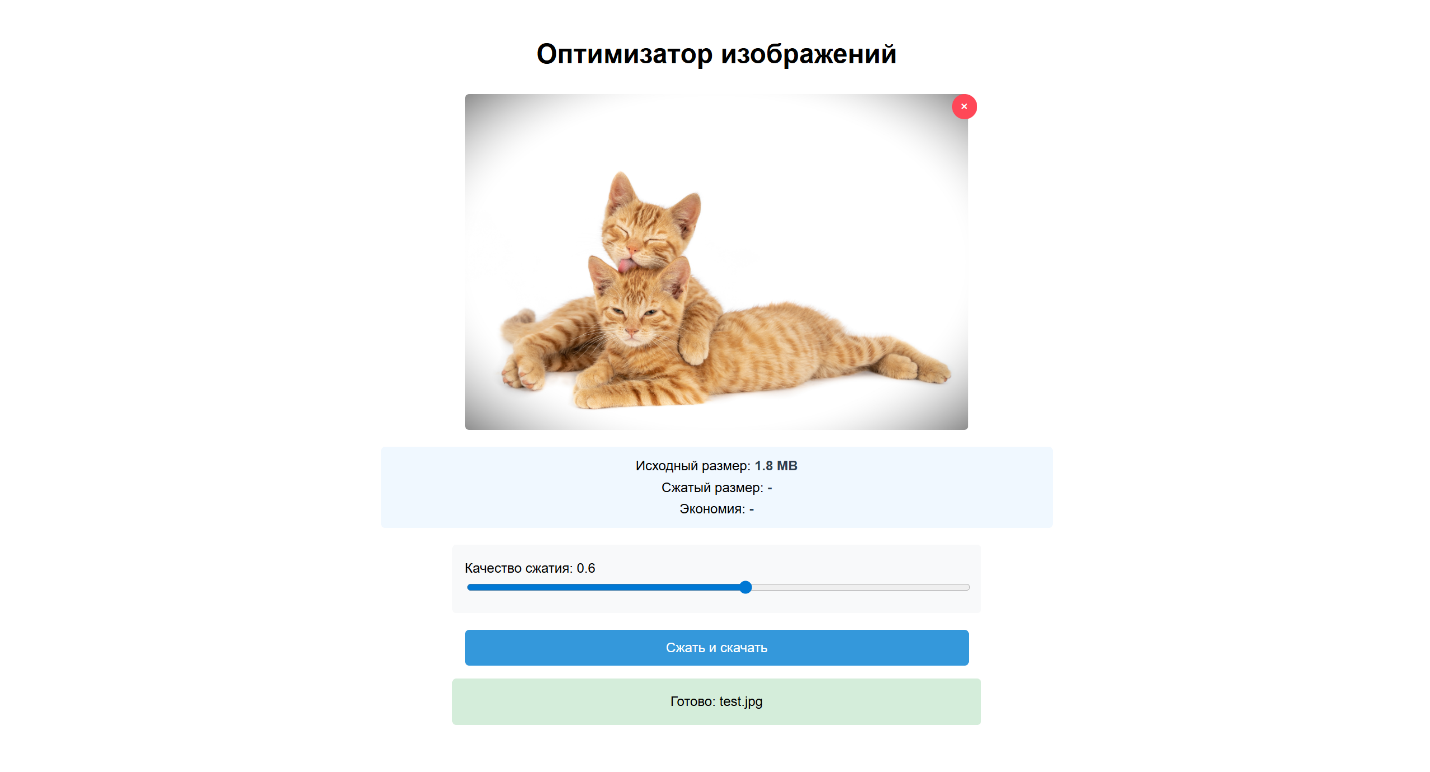 Оптимизатор изображений
×
Исходный размер: 1.8 MB
Сжатый размер: -
Экономия: -
Качество сжатия: 0.6
Сжать и скачать
Готово: test.jpg